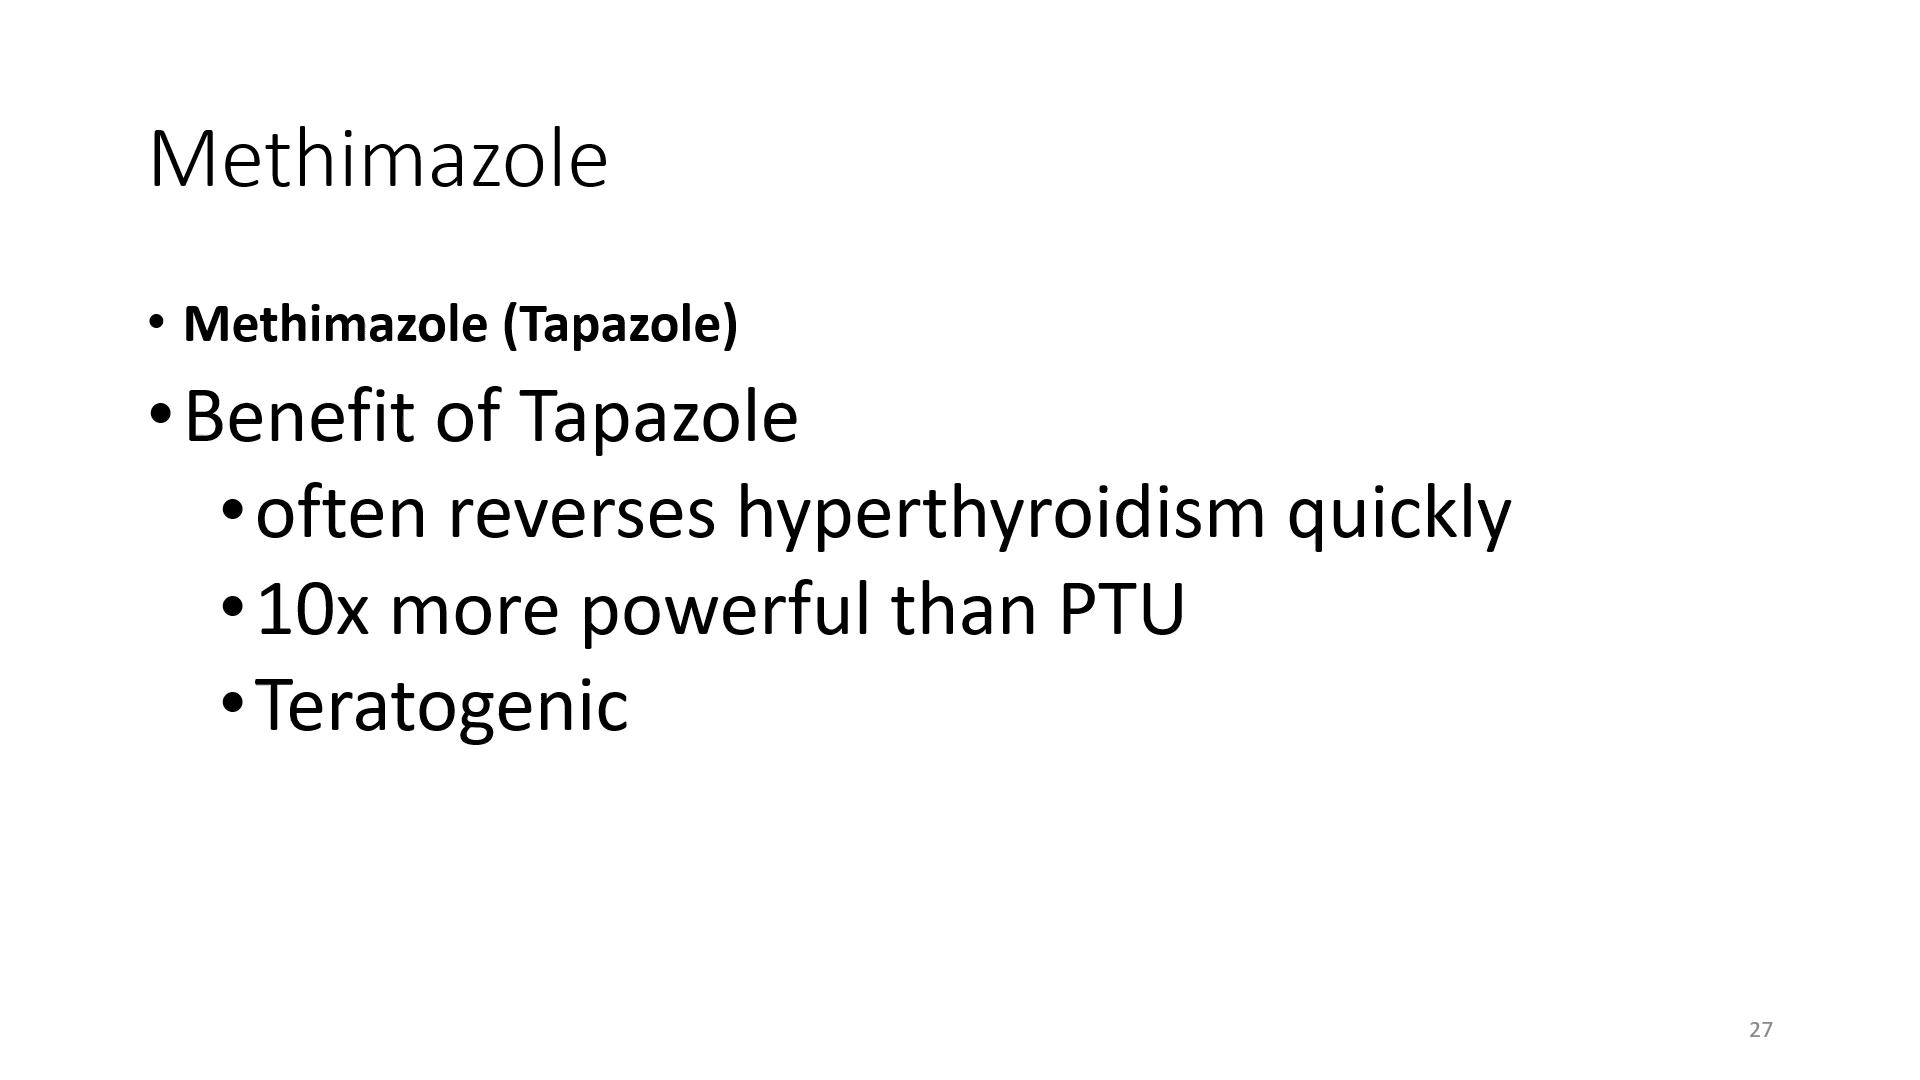 Methimazole
• Methimazole (Tapazole)
• Benefit of Tapazole
• often reverses hyperthyroidism quickly
• 10x more powerful than PTU
• Teratogenic
27